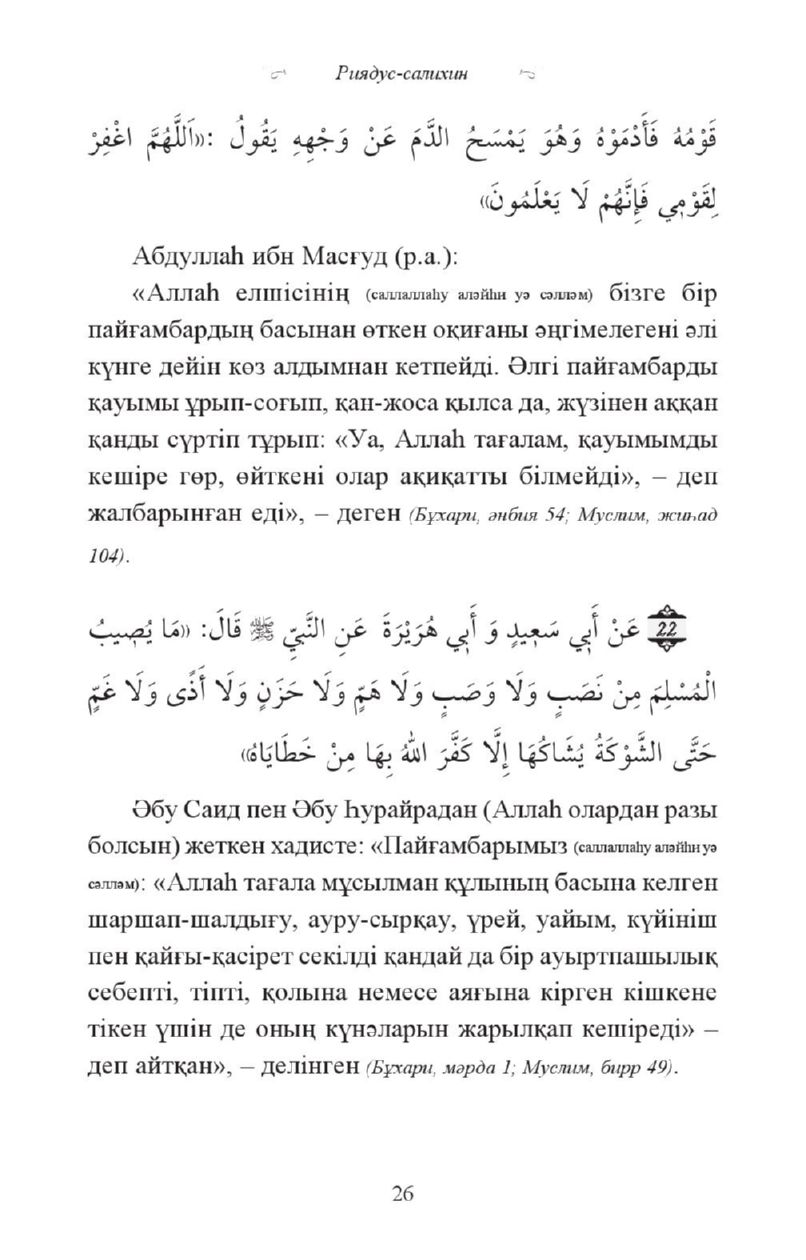 Риядус-салихин
قَوْمُهُ فَأَدْمَوْهُ وَهُوَ يَمْسَحُ الدَّمَ عَنْ وَجْهِهِ يَقُولُ :«اَللَّهُمَّ اغْفِرْ
لِقَوْمِي فَإِنَّهُمْ لَا يَعْلَمُونَ»
Абдуллаһ ибн Масғуд (р.а.):
«Аллаһ елшісінің (саллаллаһу аләйһи уә сәлләм) бізге бір
пайғамбардың басынан өткен оқиғаны әңгімелегені әлі
күнге дейін көз алдымнан кетпейді. Әлгі пайғамбарды
қауымы ұрып-соғып, қан-жоса қылса да, жүзінен аққан
қанды сүртіп тұрып: «Уа, Аллаһ тағалам, қауымымды
кешіре гөр, өйткені олар ақиқатты білмейді», – деп
жалбарынған еді», – деген (Бұхари, әнбия 54; Муслим, жиһад
104).
22 عَنْ أَبِي سَعِيدٍ وَ أَبِي هُرَيْرَةَ عَنِ النَّبِيِّ ﷺ قَالَ: «مَا يُصِيبُ
الْمُسْلِمَ مِنْ نَصَبٍ وَلَا وَصَبٍ وَلَا هَمٍّ وَلَا حَزَنٍ وَلَا أَذًى وَلَا غَمٍّ
حَتَّى الشَّوْكَةُ يُشَاكُهَا إِلَّا كَفَّرَ اللهُ بِهَا مِنْ خَطَايَاهُ»
Әбу Саид пен Әбу Һурайрадан (Аллаһ олардан разы
болсын) жеткен хадисте: «Пайғамбарымыз (саллаллаһу аләйһи уә
сәлләм): «Аллаһ тағала мұсылман құлының басына келген
шаршап-шалдығу, ауру-сырқау, үрей, уайым, күйініш
пен қайғы-қасірет секілді қандай да бір ауыртпашылық
себепті, тіпті, қолына немесе аяғына кірген кішкене
тікен үшін де оның күнәларын жарылқап кешіреді» –
деп айтқан», – делінген (Бұхари, мәрда 1; Муслим, бирр 49).
26